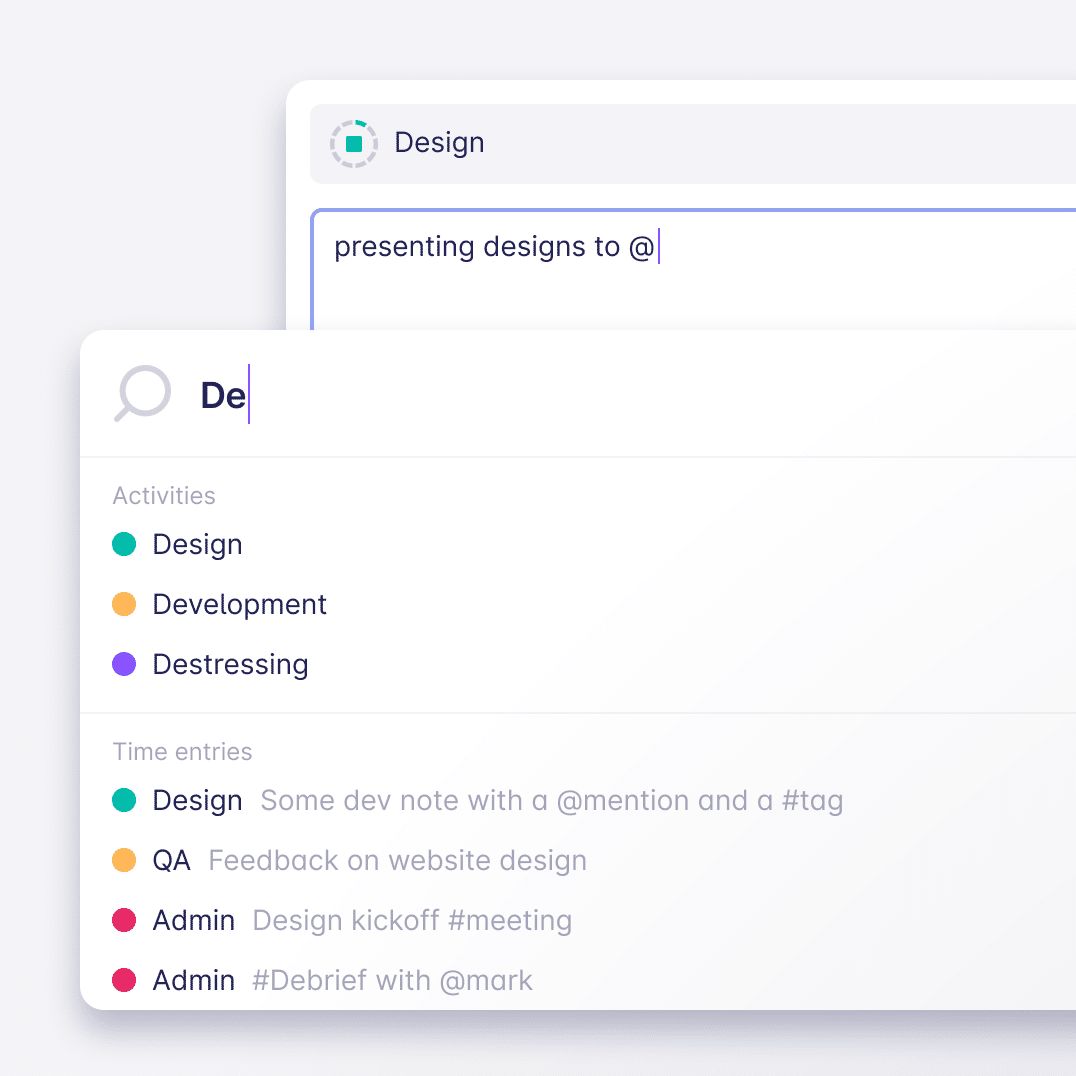 Design
presenting designs to @
De
Activities
Design
Development
Destressing
Time entries
Design Some dev note with a @mention and a #tag
QA Feedback on website design
Admin Design kickoff #meeting
Admin #Debrief with @mark